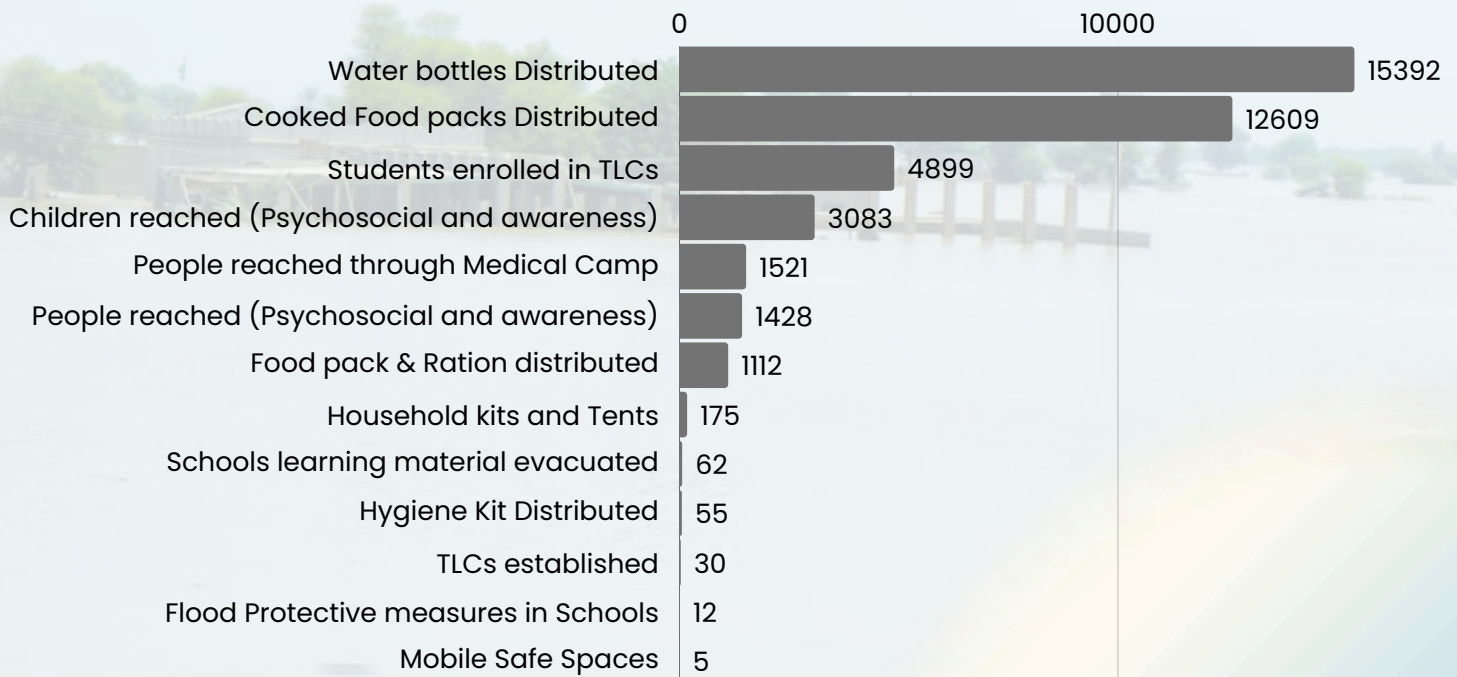 0 10000
Water bottles Distributed 15392
Cooked Food packs Distributed 12609
Students enrolled in TLCs 4899
Children reached (Psychosocial and awareness) 3083
People reached through Medical Camp 1521
People reached (Psychosocial and awareness) 1428
Food pack & Ration distributed 1112
Household kits and Tents 175
Schools learning material evacuated 62
Hygiene Kit Distributed 55
TLCs established 30
Flood Protective measures in Schools 12
Mobile Safe Spaces 5